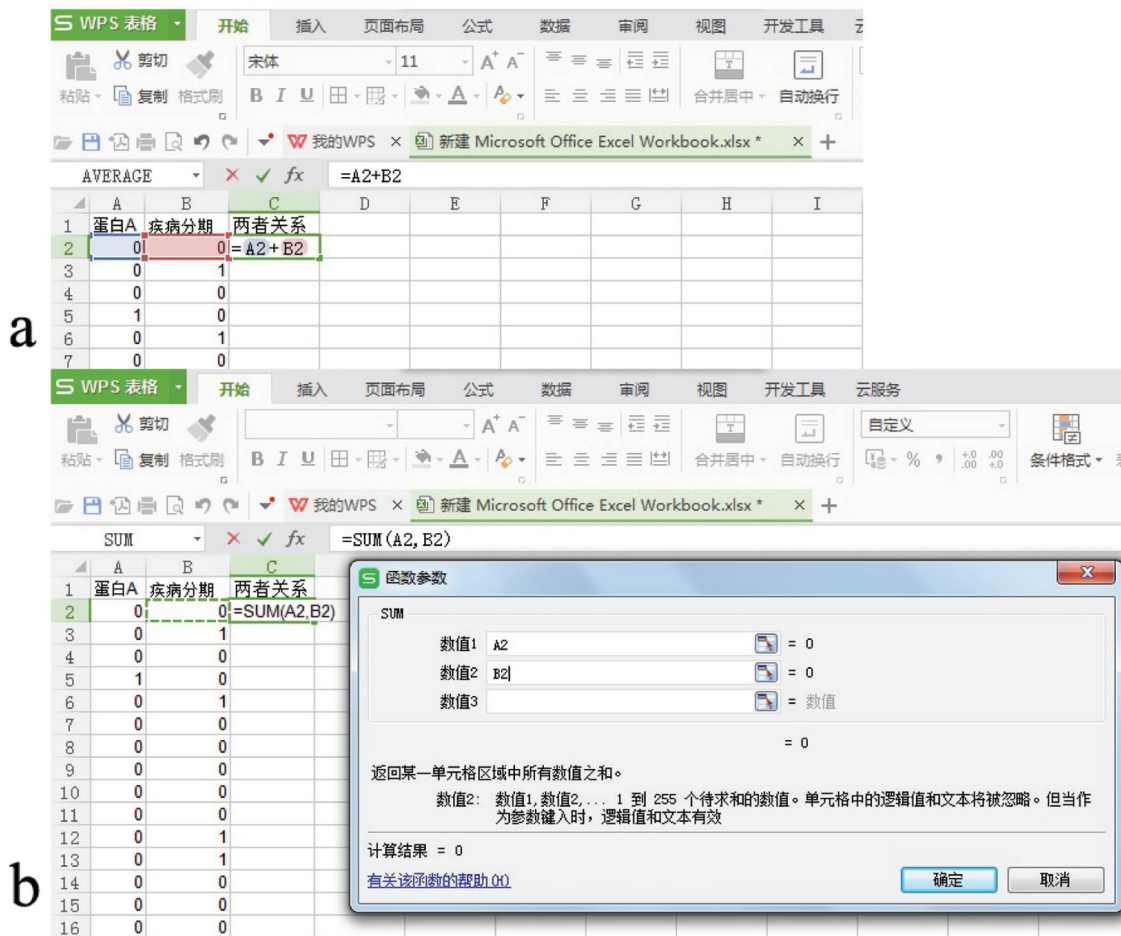 WPS 表格 开始 插入 页面布局 公式 数据 审阅 视图 开发工具
剪切 宋体 11 A+ A-
粘贴 复制 格式刷 B I U A 合并居中 自动换行
我的WPS × 新建 Microsoft Office Excel Workbook.xlsx * × +
AVERAGE fx =A2+B2
A B C D E F G H I
1 蛋白A 疾病分期 两者关系
2 0 0 =A2+B2
3 0 1
4 0 0
5 1 0
6 0 1
7 0 0
a
WPS 表格 开始 插入 页面布局 公式 数据 审阅 视图 开发工具 云服务
剪切 A+ A- 自定义
粘贴 复制 格式刷 B I U A 合并居中 自动换行 % 条件格式
我的WPS × 新建 Microsoft Office Excel Workbook.xlsx * × +
SUM fx =SUM(A2,B2)
A B C
1 蛋白A 疾病分期 两者关系
2 0 0 =SUM(A2,B2)
3 0 1
4 0 0
5 1 0
6 0 1
7 0 0
8 0 0
9 0 0
10 0 0
11 0 0
12 0 1
13 0 1
14 0 0
15 0 0
16 0 0
函数参数
SUM
数值1 A2 = 0
数值2 B2 = 0
数值3 = 数值
= 0
返回某一单元格区域中所有数值之和。
数值2: 数值1,数值2,... 1 到 255 个待求和的数值。单元格中的逻辑值和文本将被忽略。但当作
为参数键入时，逻辑值和文本有效
计算结果 = 0
有关该函数的帮助(H)
确定 取消
b